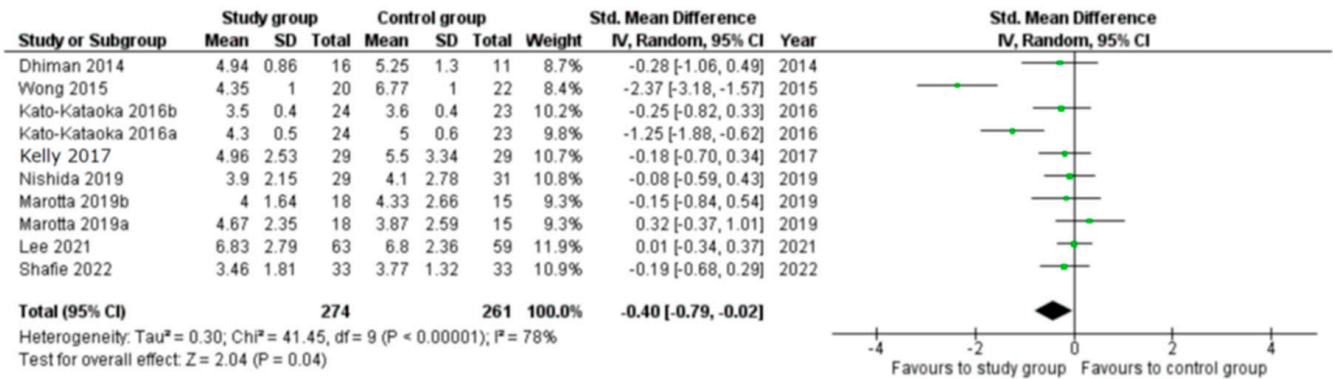 Study group Control group Std. Mean Difference Std. Mean Difference
Study or Subgroup Mean SD Total Mean SD Total Weight IV, Random, 95% CI Year IV, Random, 95% CI
Dhiman 2014 4.94 0.86 16 5.25 1.3 11 8.7% -0.28 [-1.06, 0.49] 2014
Wong 2015 4.35 1 20 6.77 1 22 8.4% -2.37 [-3.18, -1.57] 2015
Kato-Kataoka 2016b 3.5 0.4 24 3.6 0.4 23 10.2% -0.25 [-0.82, 0.33] 2016
Kato-Kataoka 2016a 4.3 0.5 24 5 0.6 23 9.8% -1.25 [-1.88, -0.62] 2016
Kelly 2017 4.96 2.53 29 5.5 3.34 29 10.7% -0.18 [-0.70, 0.34] 2017
Nishida 2019 3.9 2.15 29 4.1 2.78 31 10.8% -0.08 [-0.59, 0.43] 2019
Marotta 2019b 4 1.64 18 4.33 2.66 15 9.3% -0.15 [-0.84, 0.54] 2019
Marotta 2019a 4.67 2.35 18 3.87 2.59 15 9.3% 0.32 [-0.37, 1.01] 2019
Lee 2021 6.83 2.79 63 6.8 2.36 59 11.9% 0.01 [-0.34, 0.37] 2021
Shafie 2022 3.46 1.81 33 3.77 1.32 33 10.9% -0.19 [-0.68, 0.29] 2022
Total (95% CI) 274 261 100.0% -0.40 [-0.79, -0.02]
Heterogeneity: Tau² = 0.30; Chi² = 41.45, df = 9 (P < 0.00001); I² = 78%
Test for overall effect: Z = 2.04 (P = 0.04)
-4 -2 0 2 4
Favours to study group Favours to control group